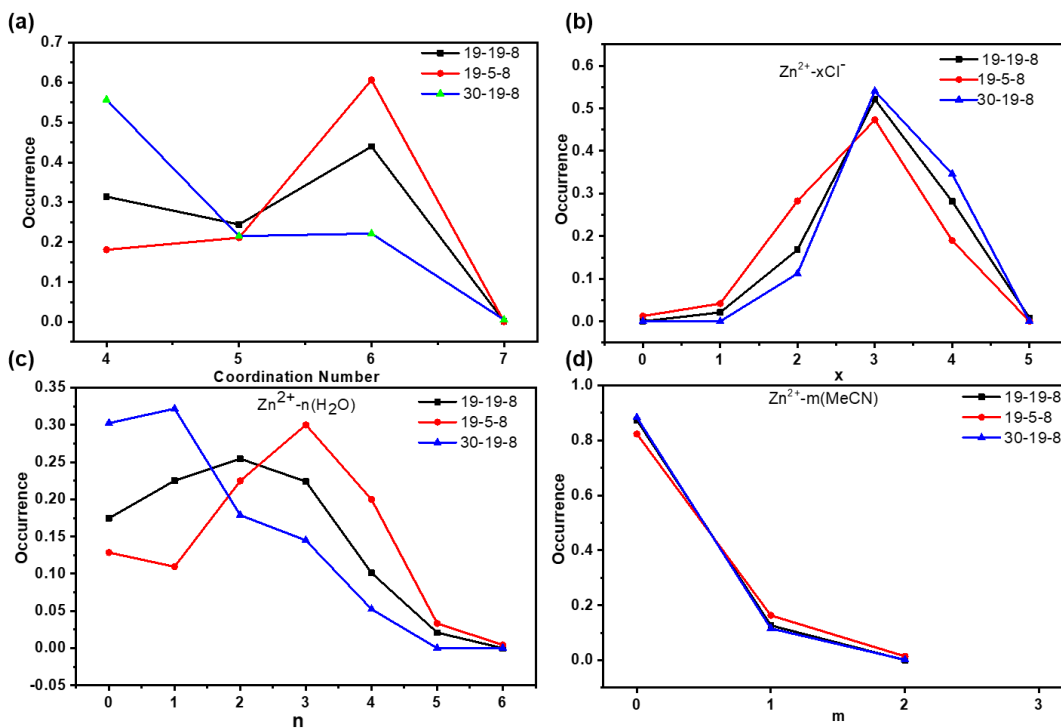 (a)
0.7
0.6
0.5
0.4
0.3
0.2
0.1
0.0
Occurrence
19-19-8
19-5-8
30-19-8
4 5 6 7
Coordination Number
(b)
0.6
0.5
0.4
0.3
0.2
0.1
0.0
Occurrence
Zn²⁺-xCl⁻
19-19-8
19-5-8
30-19-8
0 1 2 3 4 5
x
(c)
0.35
0.30
0.25
0.20
0.15
0.10
0.05
0.00
-0.05
Occurrence
Zn²⁺-n(H₂O)
19-19-8
19-5-8
30-19-8
0 1 2 3 4 5 6
n
(d)
1.0
0.8
0.6
0.4
0.2
0.0
Occurrence
Zn²⁺-m(MeCN)
19-19-8
19-5-8
30-19-8
0 1 2 3
m